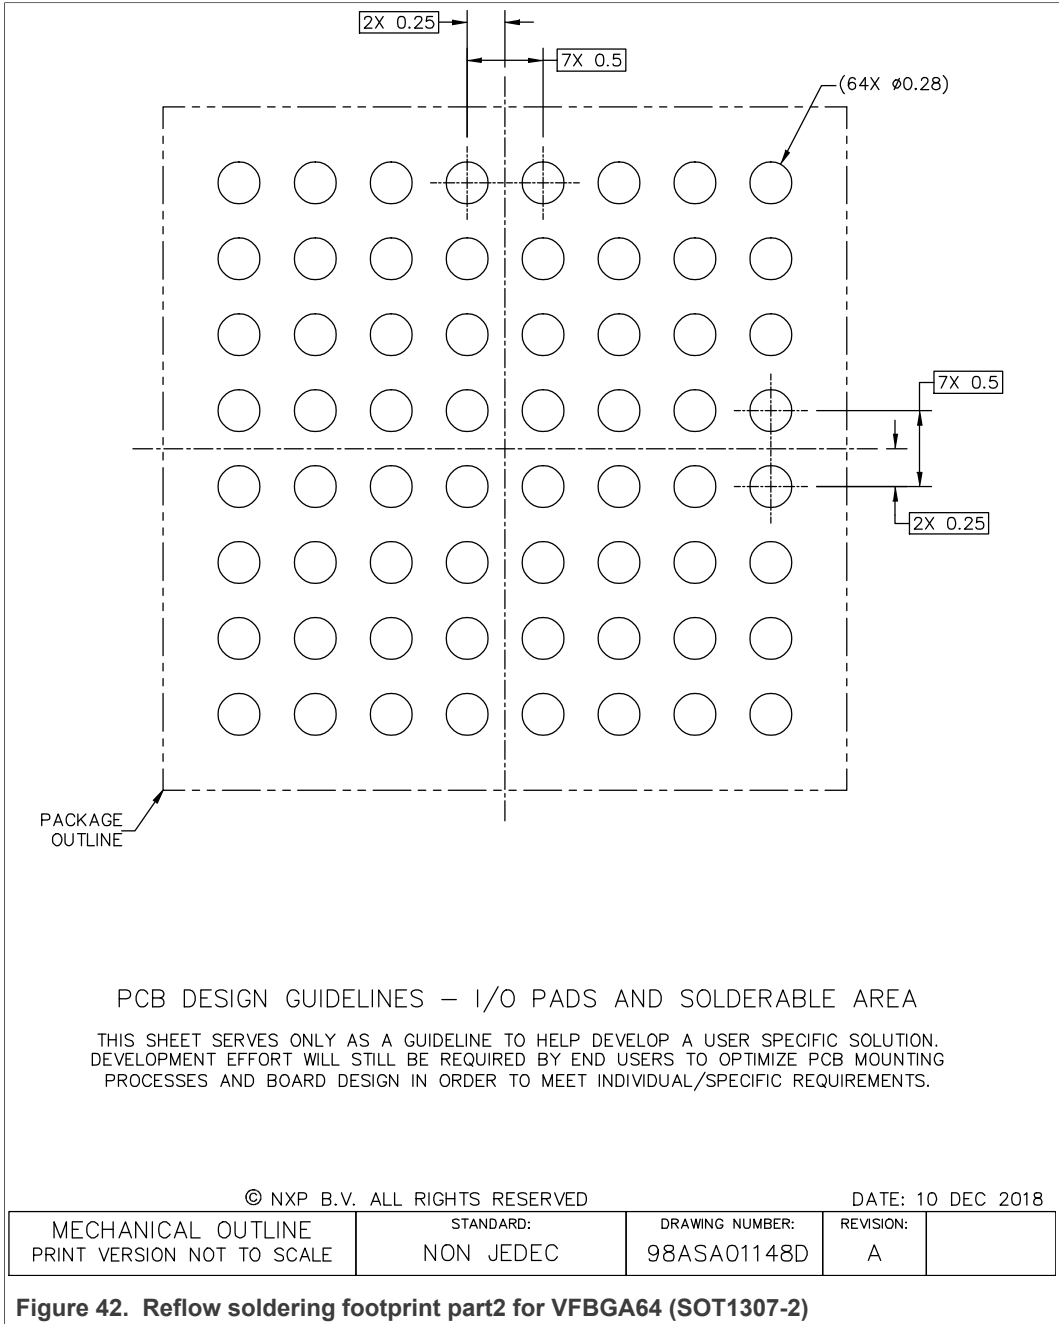 2X 0.25
7X 0.5
(64X ø0.28)
7X 0.5
2X 0.25
PACKAGE
OUTLINE
PCB DESIGN GUIDELINES – I/O PADS AND SOLDERABLE AREA
THIS SHEET SERVES ONLY AS A GUIDELINE TO HELP DEVELOP A USER SPECIFIC SOLUTION.
DEVELOPMENT EFFORT WILL STILL BE REQUIRED BY END USERS TO OPTIMIZE PCB MOUNTING
PROCESSES AND BOARD DESIGN IN ORDER TO MEET INDIVIDUAL/SPECIFIC REQUIREMENTS.
© NXP B.V. ALL RIGHTS RESERVED
DATE: 10 DEC 2018
MECHANICAL OUTLINE
PRINT VERSION NOT TO SCALE
STANDARD:
NON JEDEC
DRAWING NUMBER:
98ASA01148D
REVISION:
A
Figure 42. Reflow soldering footprint part2 for VFBGA64 (SOT1307-2)